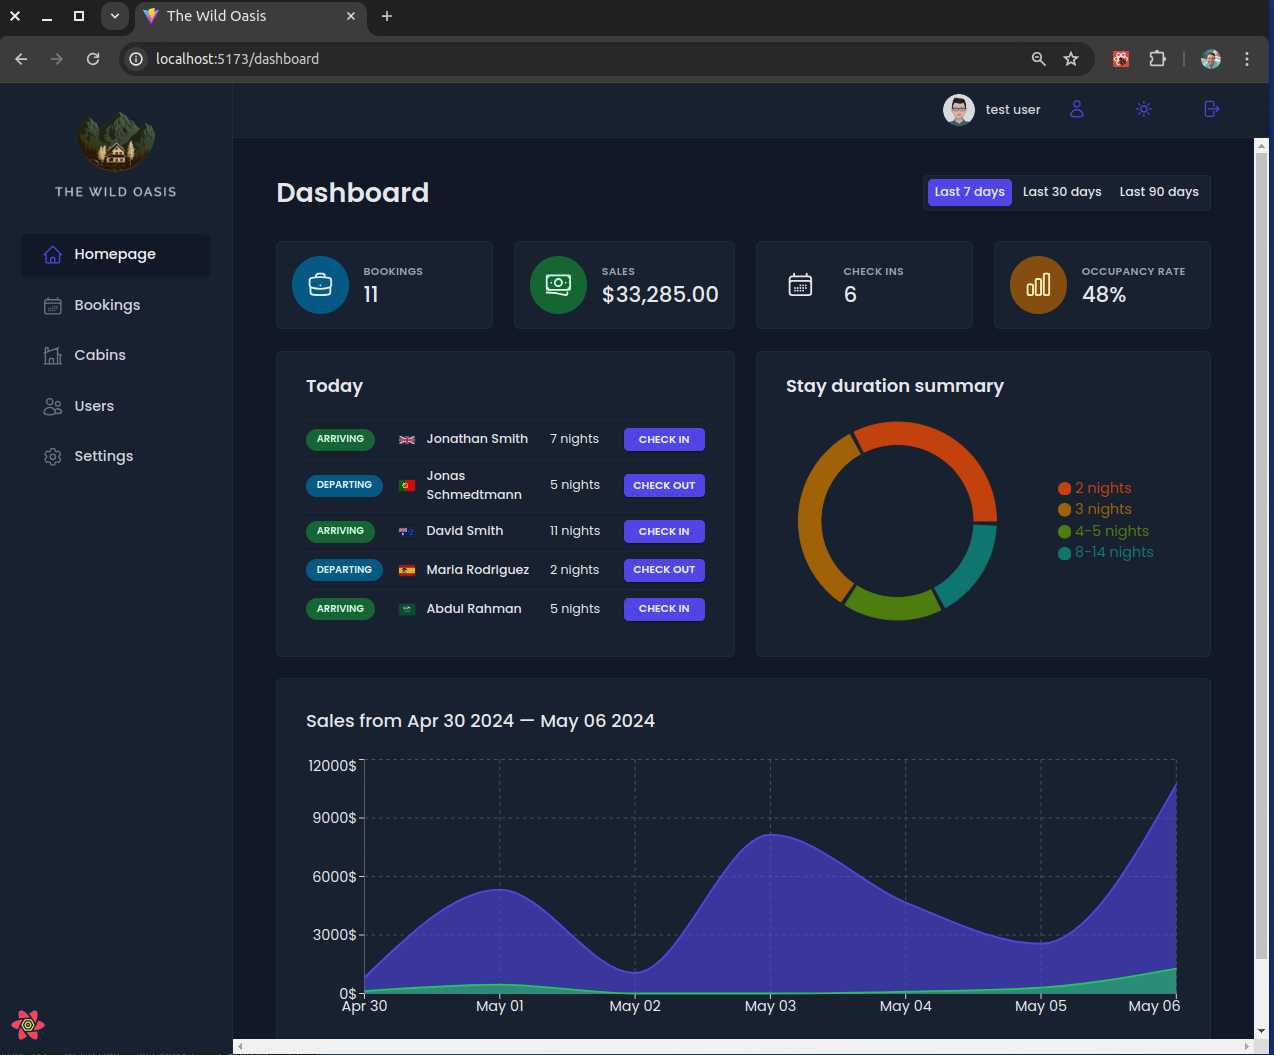 The Wild Oasis
localhost:5173/dashboard
THE WILD OASIS
test user
Homepage
Bookings
Cabins
Users
Settings
Dashboard
Last 7 days Last 30 days Last 90 days
BOOKINGS
11
SALES
$33,285.00
CHECK INS
6
OCCUPANCY RATE
48%
Today
ARRIVING Jonathan Smith 7 nights CHECK IN
DEPARTING Jonas Schmedtmann 5 nights CHECK OUT
ARRIVING David Smith 11 nights CHECK IN
DEPARTING Maria Rodriguez 2 nights CHECK OUT
ARRIVING Abdul Rahman 5 nights CHECK IN
Stay duration summary
2 nights
3 nights
4-5 nights
8-14 nights
Sales from Apr 30 2024 — May 06 2024
12000$
9000$
6000$
3000$
0$
Apr 30 May 01 May 02 May 03 May 04 May 05 May 06